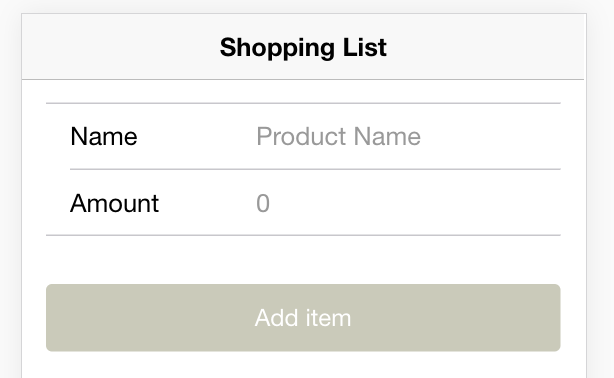 Shopping List
Name Product Name
Amount 0
Add item